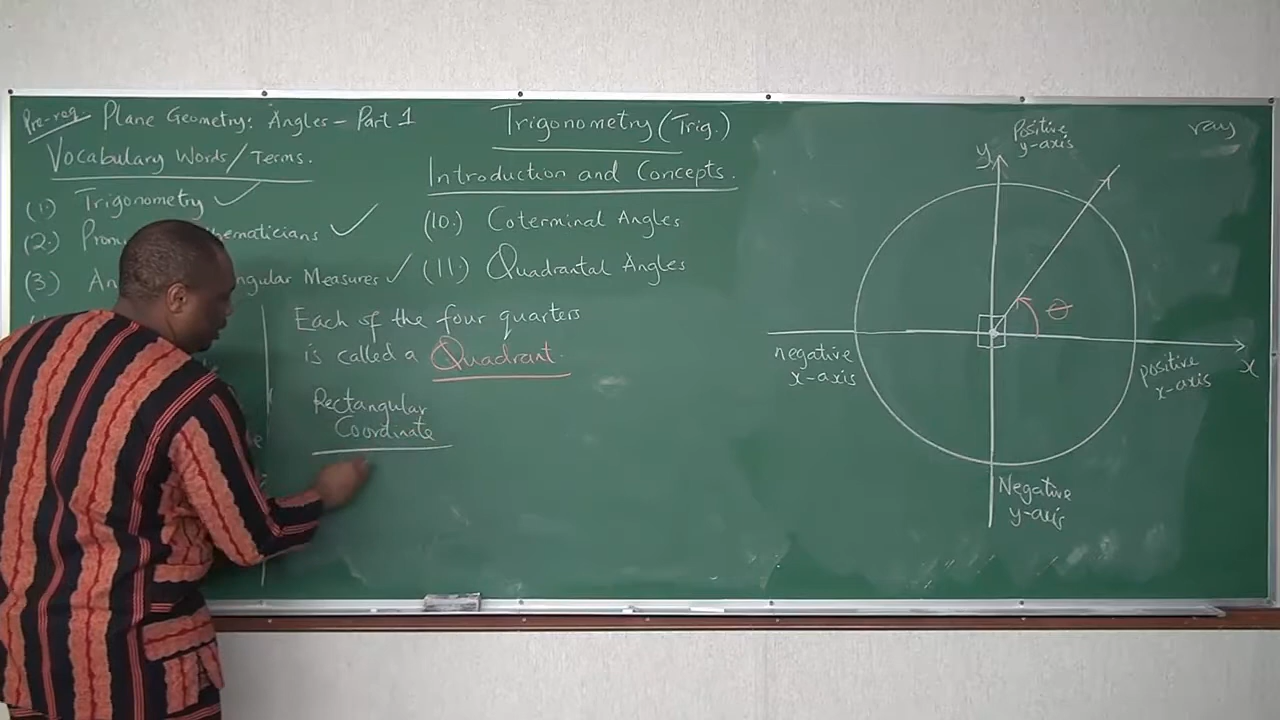 Pre-req Plane Geometry: Angles - Part 1
Vocabulary Words/Terms.
(1.) Trigonometry ✓
(2.) Mathematicians ✓
(3.) Angular Measures ✓
Trigonometry (Trig.)
Introduction and Concepts.
(10.) Coterminal Angles
(11.) Quadrantal Angles
Each of the four quarters
is called a Quadrant.
Rectangular
Coordinate
ray
y
Positive
y-axis
θ
negative
x-axis
positive
x-axis
x
Negative
y-axis